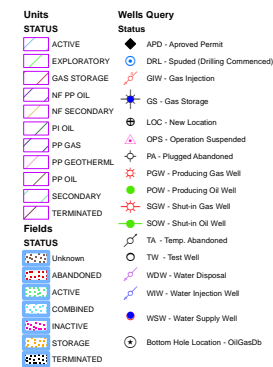 Units
STATUS
ACTIVE
EXPLORATORY
GAS STORAGE
NF PP OIL
NF SECONDARY
PI OIL
PP GAS
PP GEOTHERML
PP OIL
SECONDARY
TERMINATED
Fields
STATUS
Unknown
ABANDONED
ACTIVE
COMBINED
INACTIVE
STORAGE
TERMINATED
Wells Query
Status
APD - Aproved Permit
DRL - Spuded (Drilling Commenced)
GIW - Gas Injection
GS - Gas Storage
LOC - New Location
OPS - Operation Suspended
PA - Plugged Abandoned
PGW - Producing Gas Well
POW - Producing Oil Well
SGW - Shut-in Gas Well
SOW - Shut-in Oil Well
TA - Temp. Abandoned
TW - Test Well
WDW - Water Disposal
WIW - Water Injection Well
WSW - Water Supply Well
Bottom Hole Location - OilGasDb